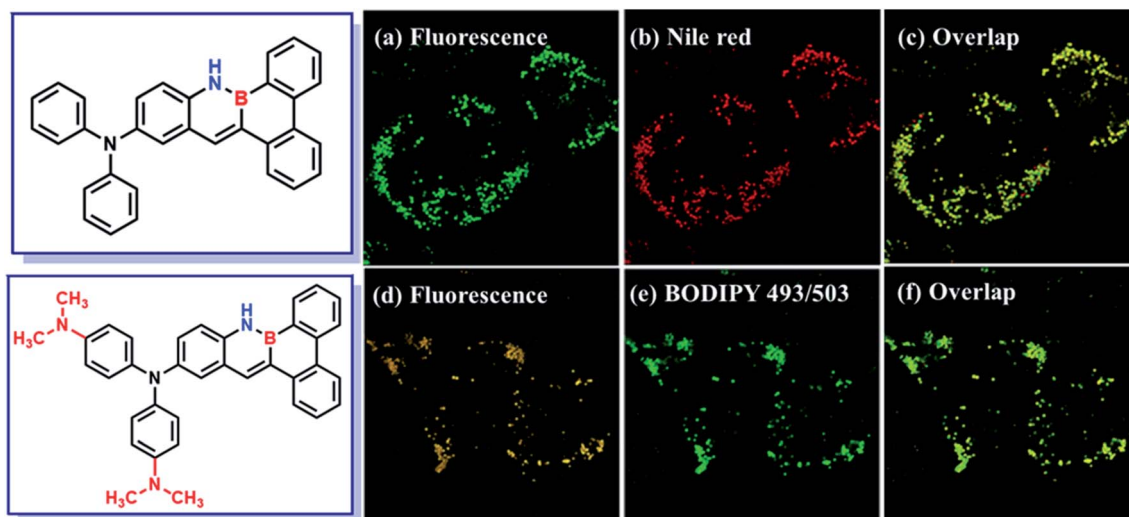 (a) Fluorescence
(b) Nile red
(c) Overlap
H
N
B
N
(d) Fluorescence
(e) BODIPY 493/503
(f) Overlap
CH₃
H₃C N
H
N
B
N
H₃C N CH₃